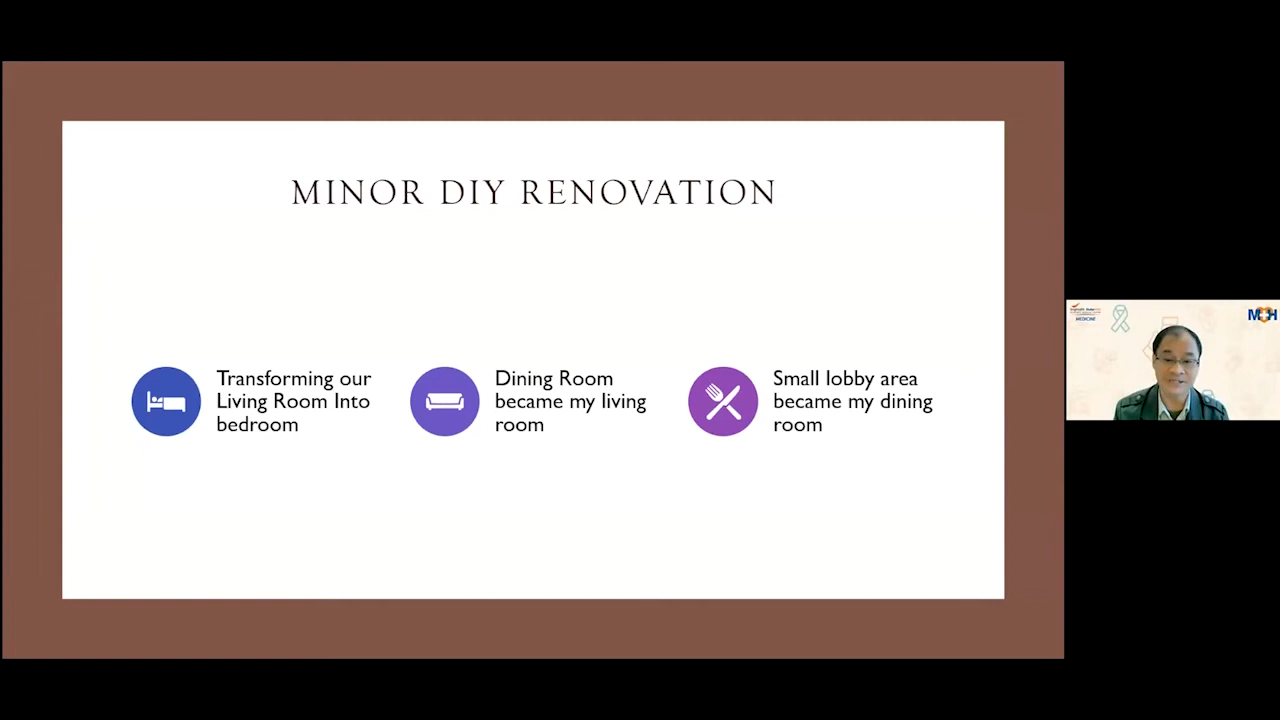 MINOR DIY RENOVATION
Transforming our
Living Room Into
bedroom
Dining Room
became my living
room
Small lobby area
became my dining
room
MEDICINE